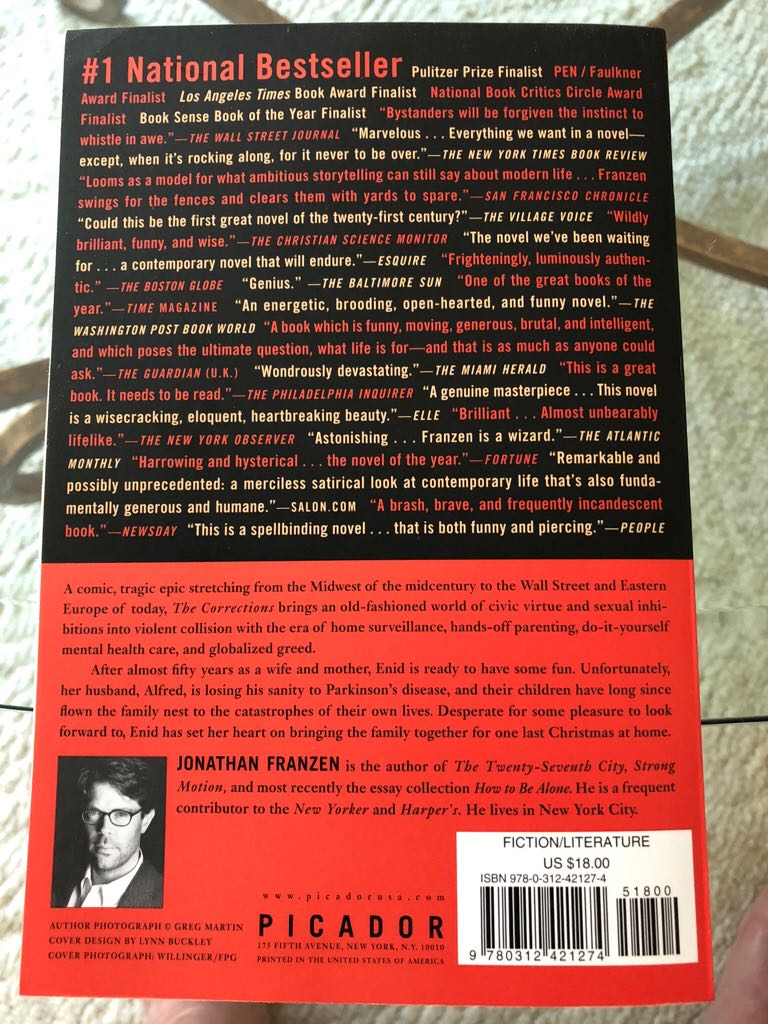 #1 National Bestseller Pulitzer Prize Finalist PEN / Faulkner
Award Finalist Los Angeles Times Book Award Finalist National Book Critics Circle Award
Finalist Book Sense Book of the Year Finalist “Bystanders will be forgiven the instinct to
whistle in awe.”—THE WALL STREET JOURNAL “Marvelous . . . Everything we want in a novel—
except, when it’s rocking along, for it never to be over.”—THE NEW YORK TIMES BOOK REVIEW
“Looms as a model for what ambitious storytelling can still say about modern life . . . Franzen
swings for the fences and clears them with yards to spare.”—SAN FRANCISCO CHRONICLE
“Could this be the first great novel of the twenty-first century?”—THE VILLAGE VOICE “Wildly
brilliant, funny, and wise.”—THE CHRISTIAN SCIENCE MONITOR “The novel we’ve been waiting
for . . . a contemporary novel that will endure.”—ESQUIRE “Frighteningly, luminously authen-
tic.” —THE BOSTON GLOBE “Genius.” —THE BALTIMORE SUN “One of the great books of the
year.”—TIME MAGAZINE “An energetic, brooding, open-hearted, and funny novel.”—THE
WASHINGTON POST BOOK WORLD “A book which is funny, moving, generous, brutal, and intelligent,
and which poses the ultimate question, what life is for—and that is as much as anyone could
ask.”—THE GUARDIAN (U.K.) “Wondrously devastating.”—THE MIAMI HERALD “This is a great
book. It needs to be read.”—THE PHILADELPHIA INQUIRER “A genuine masterpiece . . . This novel
is a wisecracking, eloquent, heartbreaking beauty.”—ELLE “Brilliant . . . Almost unbearably
lifelike.”—THE NEW YORK OBSERVER “Astonishing . . . Franzen is a wizard.”—THE ATLANTIC
MONTHLY “Harrowing and hysterical . . . the novel of the year.”—FORTUNE “Remarkable and
possibly unprecedented: a merciless satirical look at contemporary life that’s also funda-
mentally generous and humane.”—SALON.COM “A brash, brave, and frequently incandescent
book.”—NEWSDAY “This is a spellbinding novel . . . that is both funny and piercing.”—PEOPLE
A comic, tragic epic stretching from the Midwest of the midcentury to the Wall Street and Eastern
Europe of today, The Corrections brings an old-fashioned world of civic virtue and sexual inhi-
bitions into violent collision with the era of home surveillance, hands-off parenting, do-it-yourself
mental health care, and globalized greed.
After almost fifty years as a wife and mother, Enid is ready to have some fun. Unfortunately,
her husband, Alfred, is losing his sanity to Parkinson’s disease, and their children have long since
flown the family nest to the catastrophes of their own lives. Desperate for some pleasure to look
forward to, Enid has set her heart on bringing the family together for one last Christmas at home.
JONATHAN FRANZEN is the author of The Twenty-Seventh City, Strong
Motion, and most recently the essay collection How to Be Alone. He is a frequent
contributor to the New Yorker and Harper’s. He lives in New York City.
AUTHOR PHOTOGRAPH © GREG MARTIN
COVER DESIGN BY LYNN BUCKLEY
COVER PHOTOGRAPH: WILLINGER/FPG
www.picadorusa.com
PICADOR
175 FIFTH AVENUE, NEW YORK, N.Y. 10010
PRINTED IN THE UNITED STATES OF AMERICA
FICTION/LITERATURE
US $18.00
ISBN 978-0-312-42127-4
51800
9 780312 421274